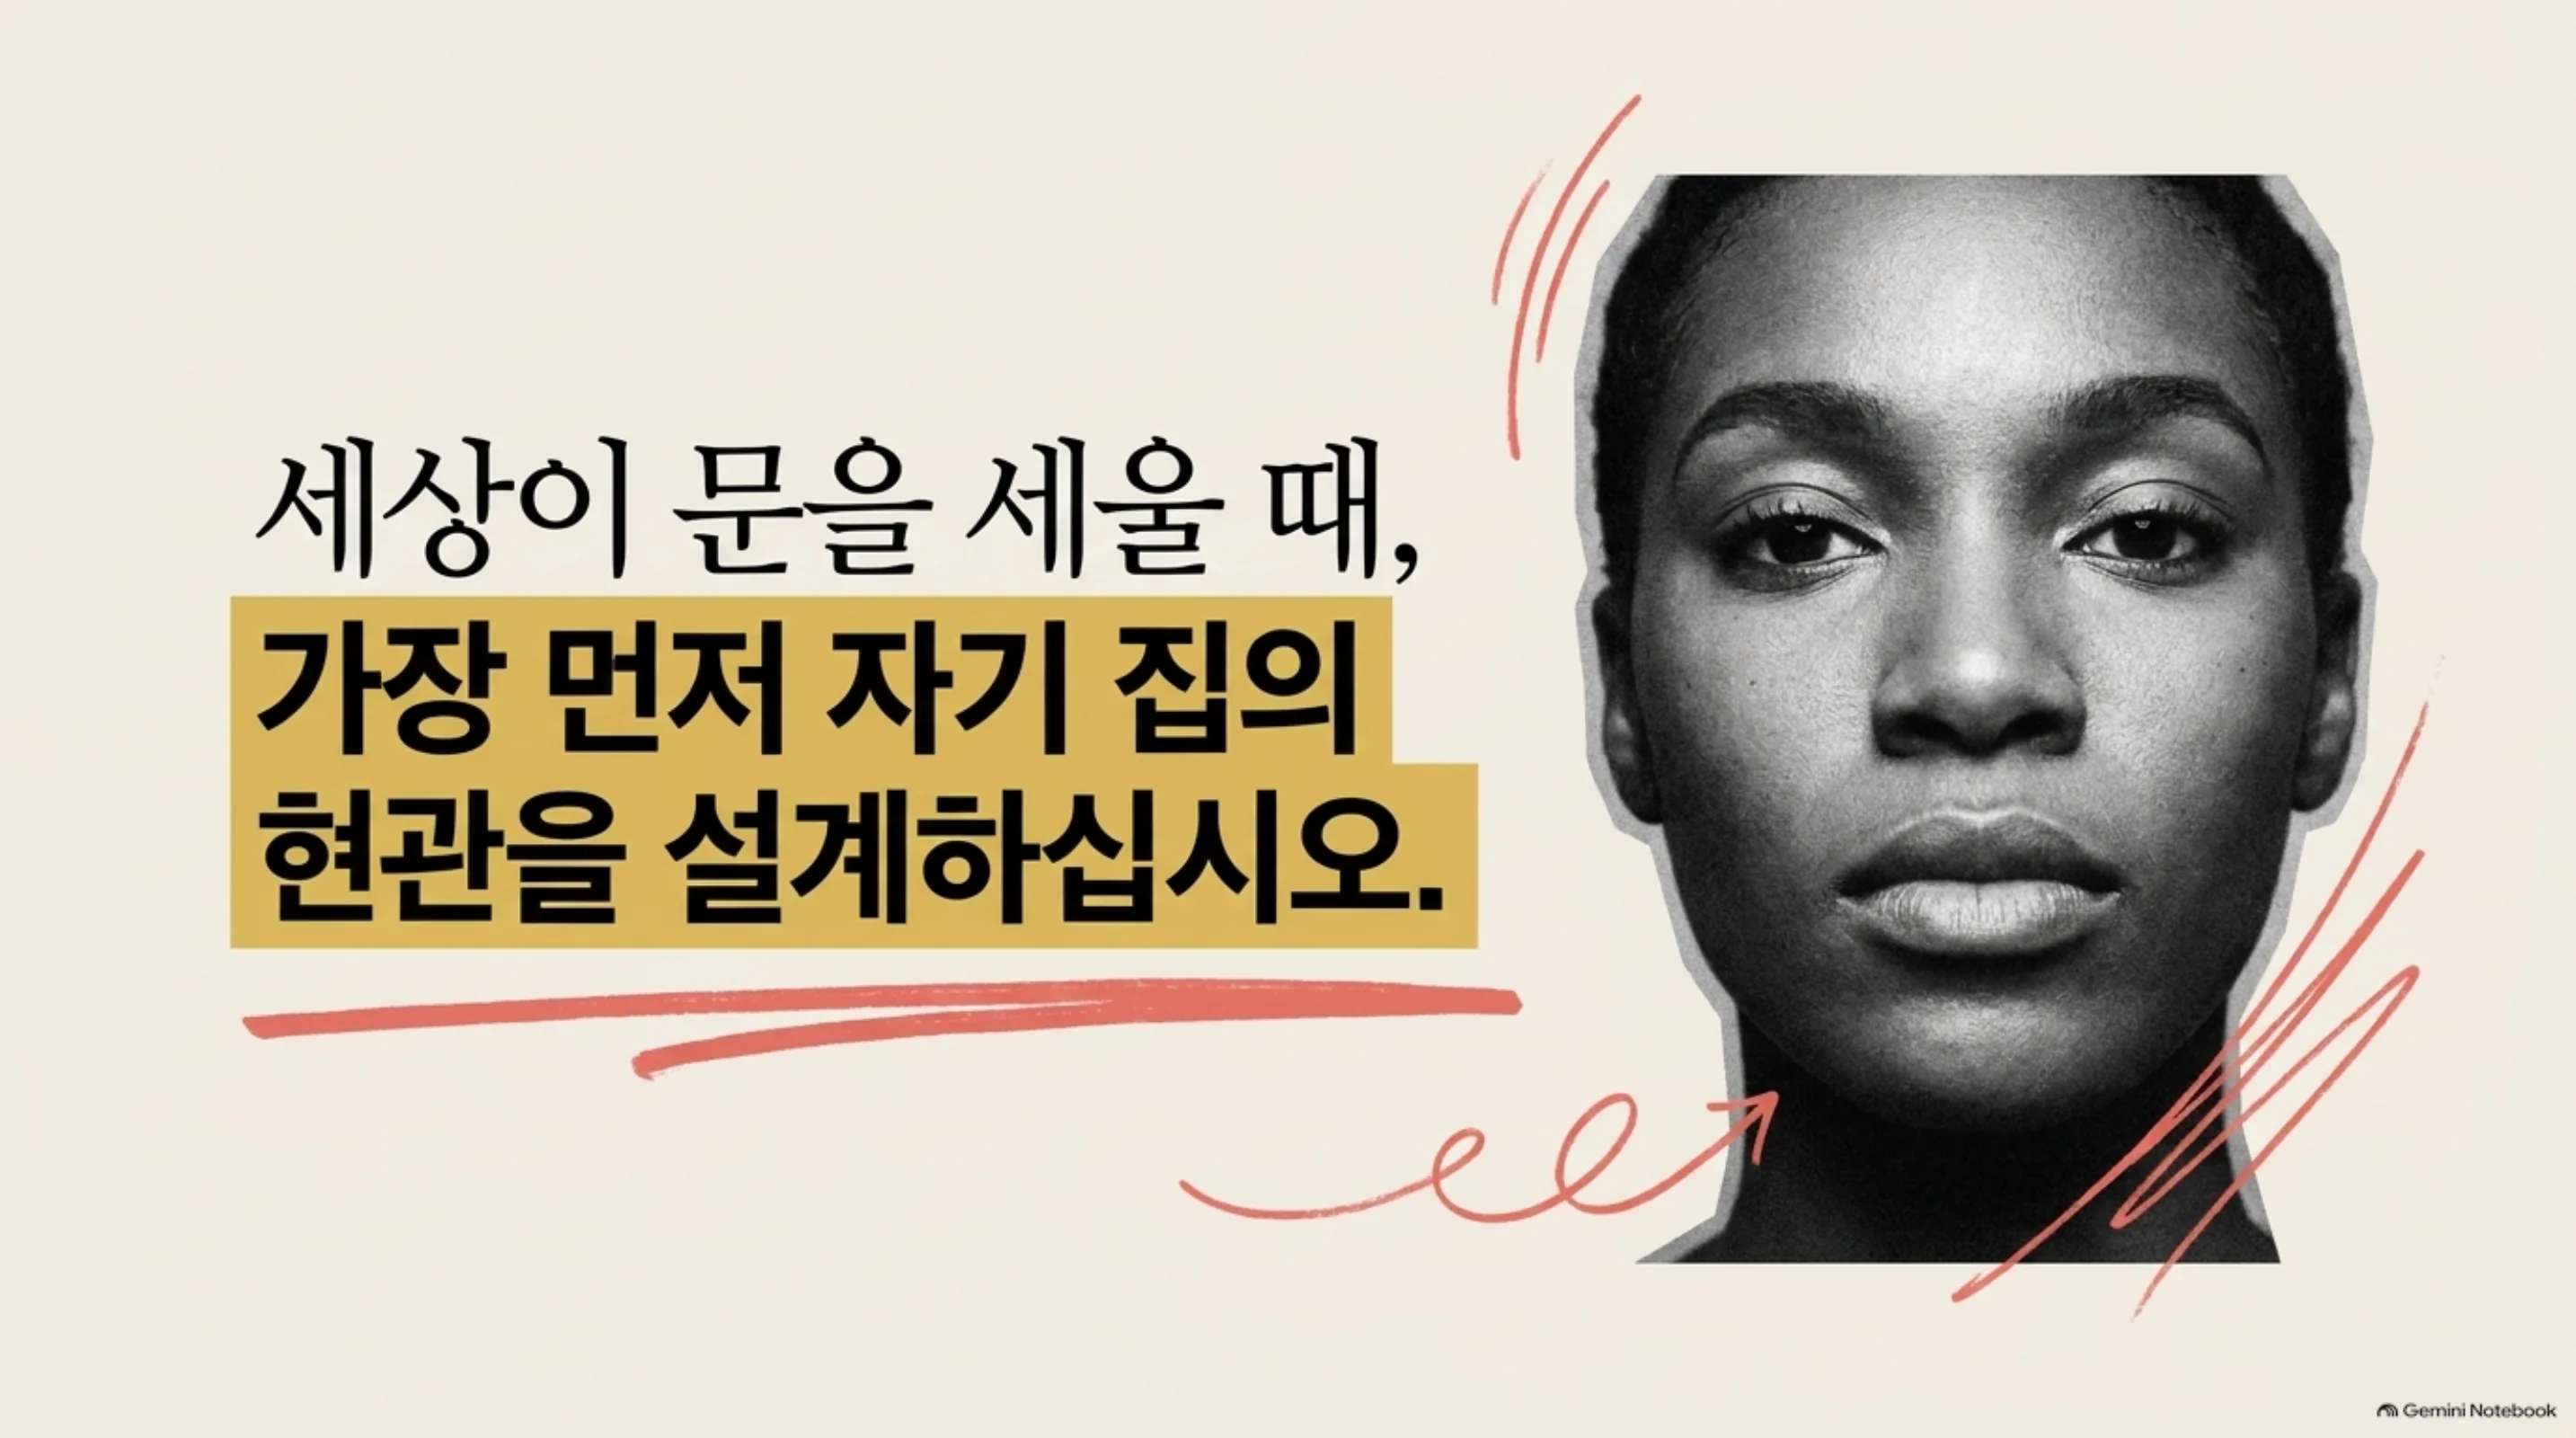 세상이 문을 세울 때,
가장 먼저 자기 집의
현관을 설계하십시오.
Gemini Notebook